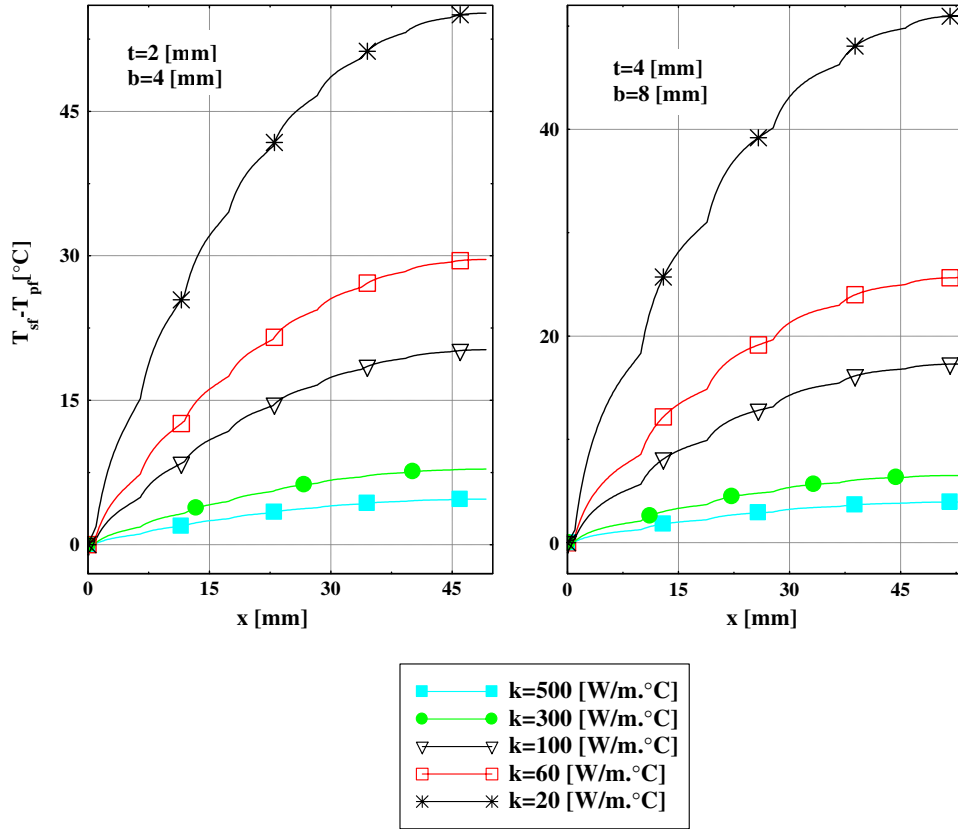 t=2 [mm]
b=4 [mm]
t=4 [mm]
b=8 [mm]
T_sf-T_pf[°C]
45
30
15
0
0 15 30 45
x [mm]
40
20
0
0 15 30 45
x [mm]
k=500 [W/m.°C]
k=300 [W/m.°C]
k=100 [W/m.°C]
k=60 [W/m.°C]
k=20 [W/m.°C]